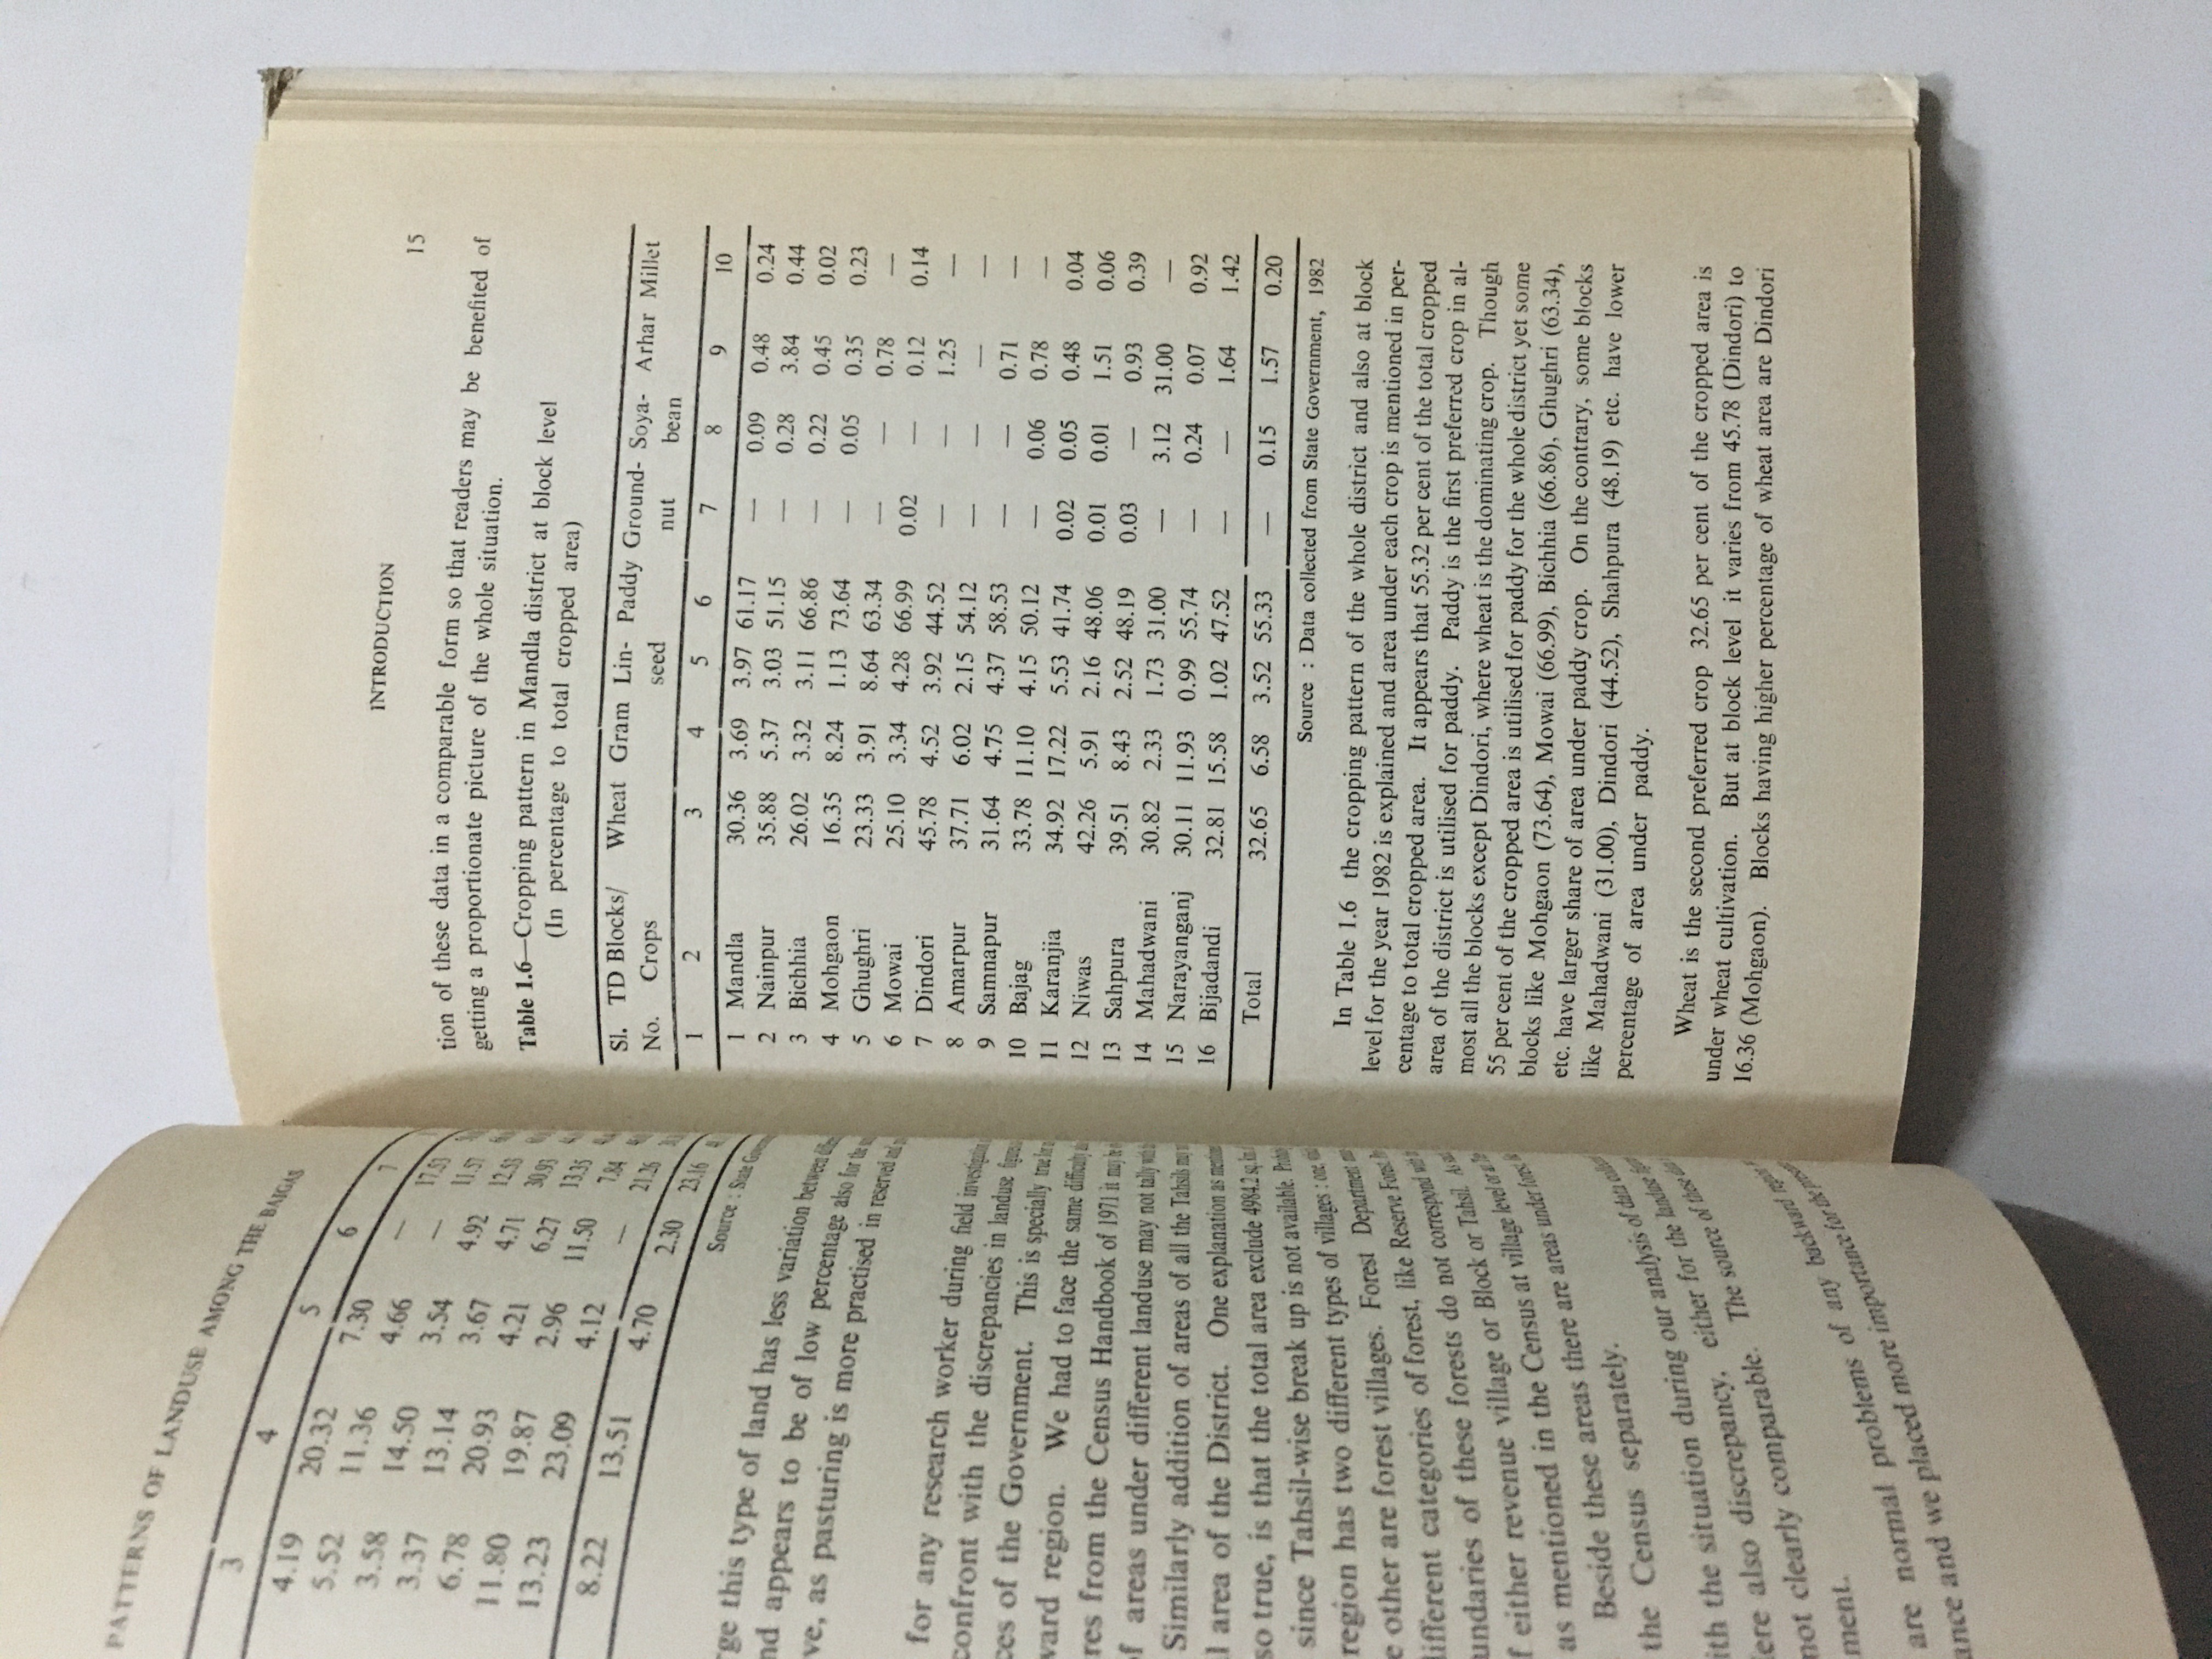 PATTERNS OF LANDUSE AMONG THE BAIGAS
3 4 5 6 7
4.19 20.32 7.30 — 17.53
5.52 11.36 4.66 — 11.57
3.58 14.50 3.54 4.92 12.53
3.37 13.14 3.67 4.71 30.93
6.78 20.93 4.21 6.27 13.35
11.80 19.87 2.96 11.50 7.84
13.23 23.09 4.12 — 21.26
8.22 13.51 4.70 2.30 23.16
Source : State
this type of land has less variation between
appears to be of low percentage also for the
as pasturing is more practised in reserved and
for any research worker during field
confront with the discrepancies in landuse
of the Government. This is specially true
region. We had to face the same difficulty
from the Census Handbook of 1971 it may be
areas under different landuse may not tally with
Similarly addition of areas of all the Tahsils
area of the District. One explanation as
so true, is that the total area exclude 4984.2 sq.
since Tahsil-wise break up is not available.
region has two different types of villages : one
other are forest villages. Forest Department
different categories of forest, like Reserve Forest
of these forests do not correspond with
either revenue village or Block or Tahsil.
as mentioned in the Census at village level or
Beside these areas there are areas under forest
the Census separately.
the situation during our analysis of data
also discrepancy, either for the landuse
not clearly comparable. The source of these
are normal problems of any backward
and we placed more importance for the
INTRODUCTION 15
tion of these data in a comparable form so that readers may be benefited of
getting a proportionate picture of the whole situation.
Table 1.6—Cropping pattern in Mandla district at block level
(In percentage to total cropped area)
Sl. TD Blocks/ Wheat Gram Lin- Paddy Ground- Soya- Arhar Millet
No. Crops seed nut bean
1 2 3 4 5 6 7 8 9 10
1 Mandla 30.36 3.69 3.97 61.17 — 0.09 0.48 0.24
2 Nainpur 35.88 5.37 3.03 51.15 — 0.28 3.84 0.44
3 Bichhia 26.02 3.32 3.11 66.86 — 0.22 0.45 0.02
4 Mohgaon 16.35 8.24 1.13 73.64 — 0.05 0.35 0.23
5 Ghughri 23.33 3.91 8.64 63.34 — — 0.78 —
6 Mowai 25.10 3.34 4.28 66.99 0.02 — 0.12 0.14
7 Dindori 45.78 4.52 3.92 44.52 — — 1.25 —
8 Amarpur 37.71 6.02 2.15 54.12 — — — —
9 Samnapur 31.64 4.75 4.37 58.53 — — 0.71 —
10 Bajag 33.78 11.10 4.15 50.12 — 0.06 0.78 —
11 Karanjia 34.92 17.22 5.53 41.74 0.02 0.05 0.48 0.04
12 Niwas 42.26 5.91 2.16 48.06 0.01 0.01 1.51 0.06
13 Sahpura 39.51 8.43 2.52 48.19 0.03 — 0.93 0.39
14 Mahadwani 30.82 2.33 1.73 31.00 — 3.12 31.00 —
15 Narayanganj 30.11 11.93 0.99 55.74 — 0.24 0.07 0.92
16 Bijadandi 32.81 15.58 1.02 47.52 — — 1.64 1.42
Total 32.65 6.58 3.52 55.33 — 0.15 1.57 0.20
Source : Data collected from State Government, 1982
In Table 1.6 the cropping pattern of the whole district and also at block
level for the year 1982 is explained and area under each crop is mentioned in per-
centage to total cropped area. It appears that 55.32 per cent of the total cropped
area of the district is utilised for paddy. Paddy is the first preferred crop in al-
most all the blocks except Dindori, where wheat is the dominating crop. Though
55 per cent of the cropped area is utilised for paddy for the whole district yet some
blocks like Mohgaon (73.64), Mowai (66.99), Bichhia (66.86), Ghughri (63.34),
etc. have larger share of area under paddy crop. On the contrary, some blocks
like Mahadwani (31.00), Dindori (44.52), Shahpura (48.19) etc. have lower
percentage of area under paddy.
Wheat is the second preferred crop 32.65 per cent of the cropped area is
under wheat cultivation. But at block level it varies from 45.78 (Dindori) to
16.36 (Mohgaon). Blocks having higher percentage of wheat area are Dindori